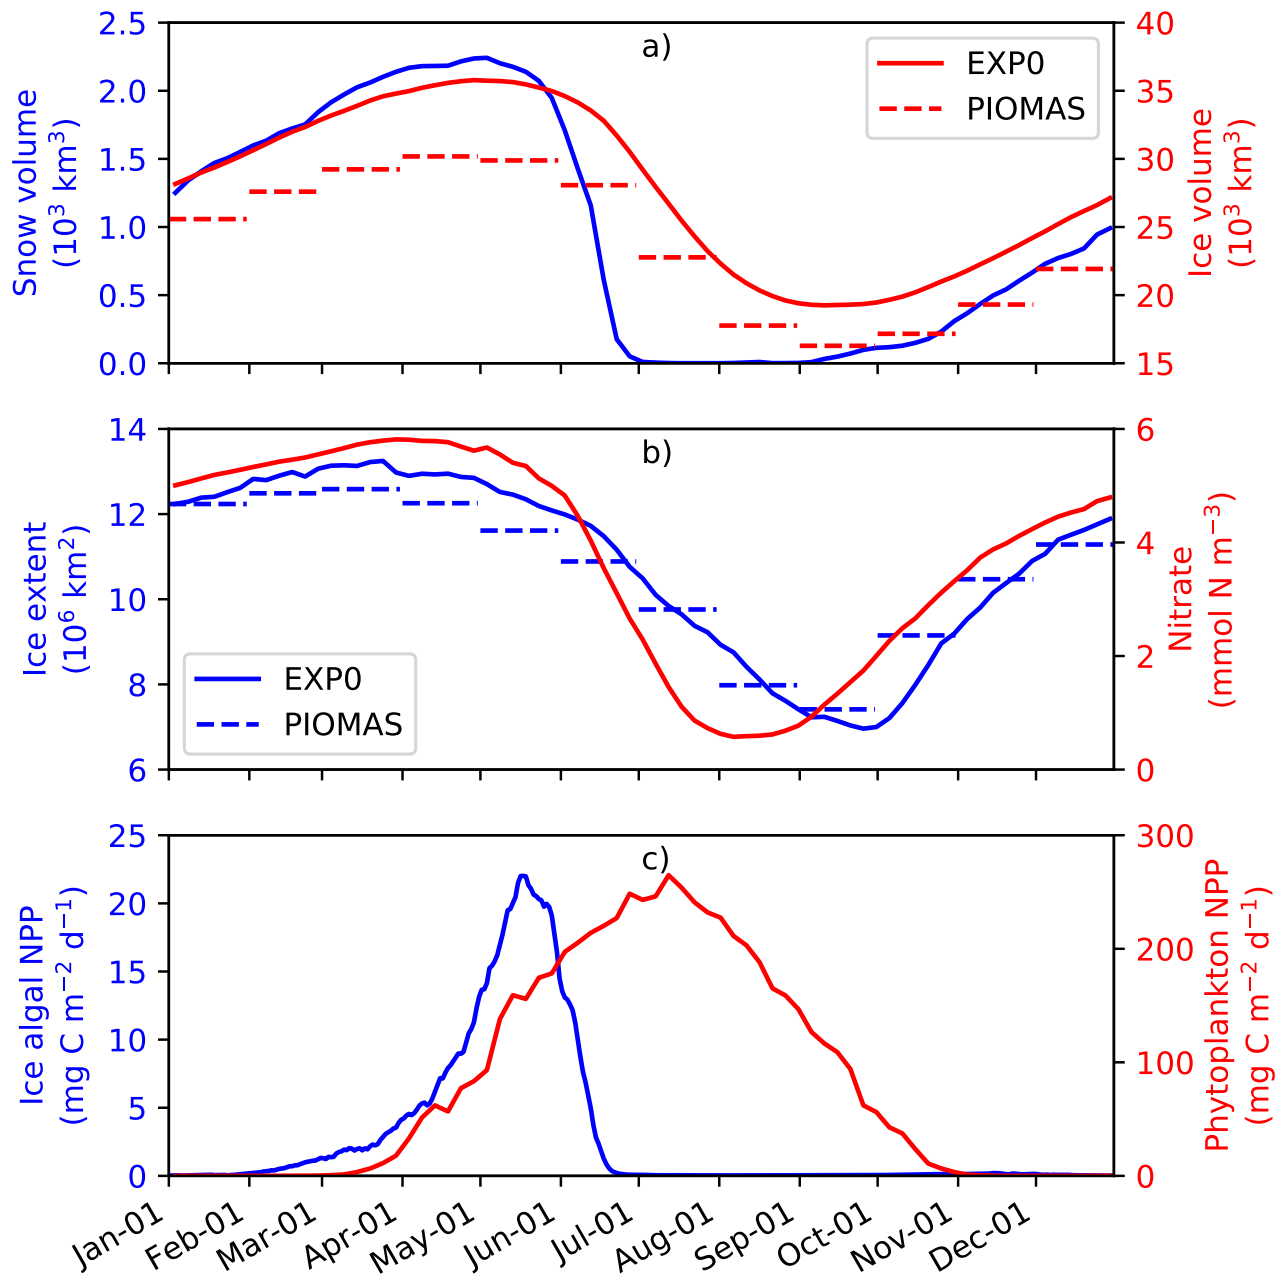 a)
2.5
2.0
1.5
1.0
0.5
0.0
Snow volume
(10³ km³)
40
35
30
25
20
15
Ice volume
(10³ km³)
EXP0
PIOMAS
b)
14
12
10
8
6
Ice extent
(10⁶ km²)
6
4
2
0
Nitrate
(mmol N m⁻³)
EXP0
PIOMAS
c)
25
20
15
10
5
0
Ice algal NPP
(mg C m⁻² d⁻¹)
300
200
100
0
Phytoplankton NPP
(mg C m⁻² d⁻¹)
Jan-01 Feb-01 Mar-01 Apr-01 May-01 Jun-01 Jul-01 Aug-01 Sep-01 Oct-01 Nov-01 Dec-01